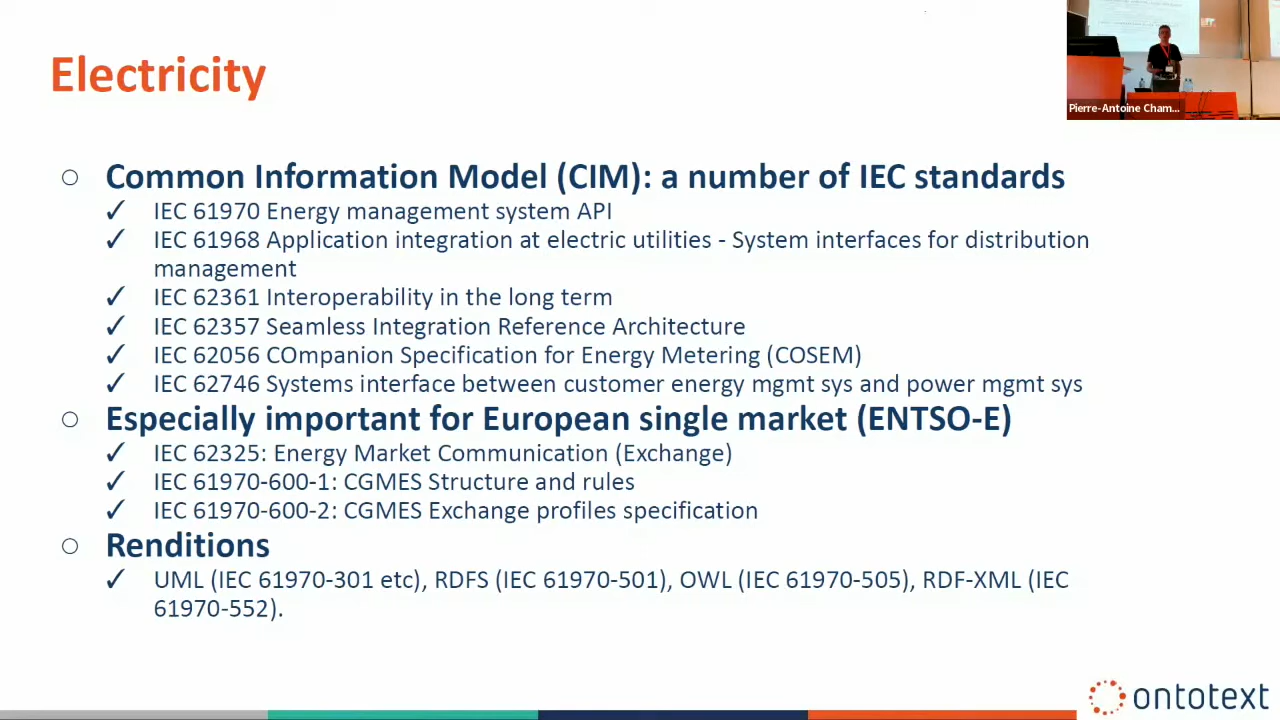 Electricity
Pierre-Antoine Cham...
○ Common Information Model (CIM): a number of IEC standards
✓ IEC 61970 Energy management system API
✓ IEC 61968 Application integration at electric utilities - System interfaces for distribution
management
✓ IEC 62361 Interoperability in the long term
✓ IEC 62357 Seamless Integration Reference Architecture
✓ IEC 62056 COmpanion Specification for Energy Metering (COSEM)
✓ IEC 62746 Systems interface between customer energy mgmt sys and power mgmt sys
○ Especially important for European single market (ENTSO-E)
✓ IEC 62325: Energy Market Communication (Exchange)
✓ IEC 61970-600-1: CGMES Structure and rules
✓ IEC 61970-600-2: CGMES Exchange profiles specification
○ Renditions
✓ UML (IEC 61970-301 etc), RDFS (IEC 61970-501), OWL (IEC 61970-505), RDF-XML (IEC
61970-552).
ontotext